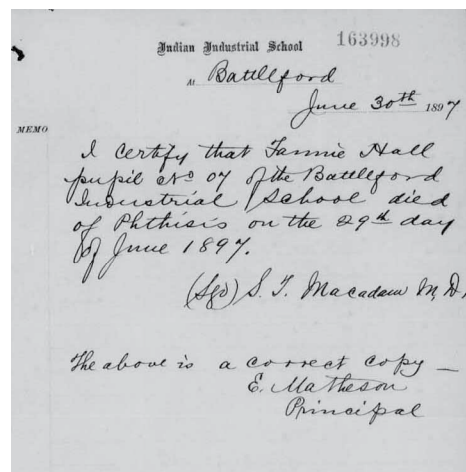 Indian Industrial School
163998
At Battleford
June 30th 1897
MEMO
I certify that Fannie Hall
pupil No 07 of the Battleford
Industrial School died
of Phthisis on the 29th day
of June 1897.
(Sgd) S. T. Macadam M.D.
The above is a correct copy —
E. Matheson
Principal